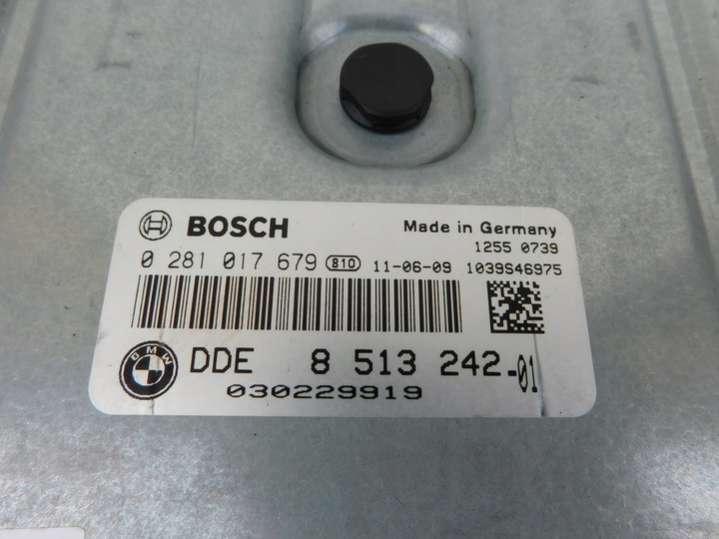 BOSCH Made in Germany
1255 0739
0 281 017 679 810 11-06-09 1039S46975
BMW DDE 8 513 242-01
030229919